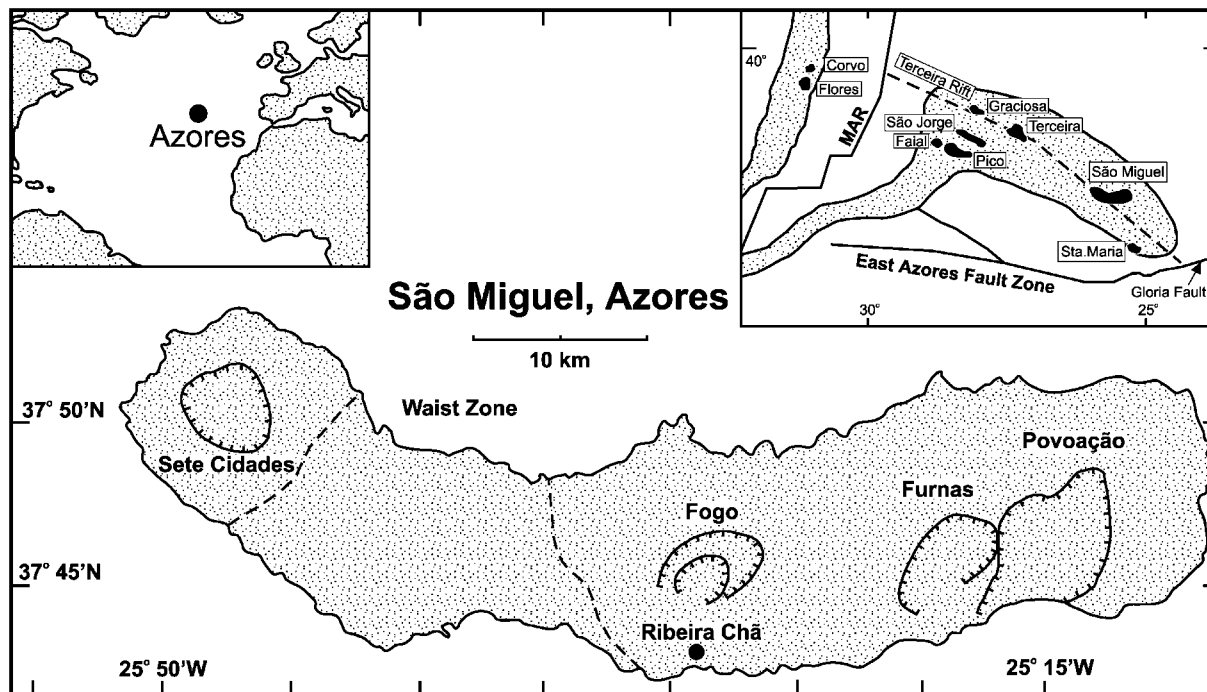 Azores
40°
Corvo
Flores
MAR
Terceira Rift
Graciosa
São Jorge
Terceira
Faial
Pico
São Miguel
Sta.Maria
East Azores Fault Zone
Gloria Fault
30°
25°
São Miguel, Azores
10 km
37° 50’N
Waist Zone
Sete Cidades
Povoação
Furnas
Fogo
37° 45’N
Ribeira Chã
25° 50’W
25° 15’W